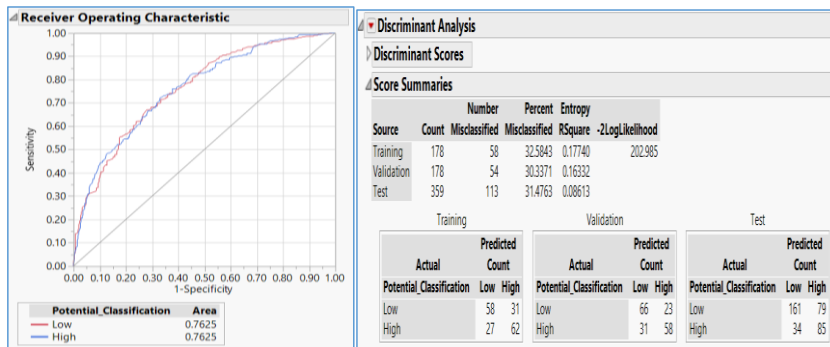 Receiver Operating Characteristic
1.00
0.90
0.80
0.70
0.60
0.50
0.40
0.30
0.20
0.10
0.00
Sensitivity
0.00 0.10 0.20 0.30 0.40 0.50 0.60 0.70 0.80 0.90 1.00
1-Specificity
Potential_Classification Area
Low 0.7625
High 0.7625
Discriminant Analysis
Discriminant Scores
Score Summaries
Number Percent Entropy
Source Count Misclassified Misclassified RSquare -2LogLikelihood
Training 178 58 32.5843 0.17740 202.985
Validation 178 54 30.3371 0.16332
Test 359 113 31.4763 0.08613
Training
Predicted
Actual Count
Potential_Classification Low High
Low 58 31
High 27 62
Validation
Predicted
Actual Count
Potential_Classification Low High
Low 66 23
High 31 58
Test
Predicted
Actual Count
Potential_Classification Low High
Low 161 79
High 34 85